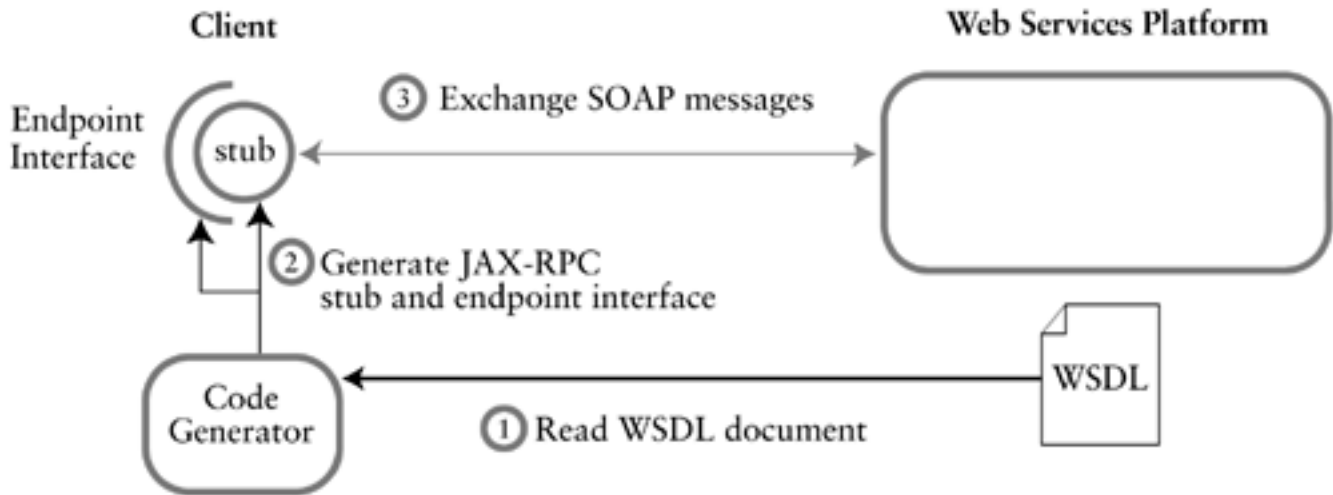 Client
Web Services Platform
3 Exchange SOAP messages
Endpoint
Interface
stub
2 Generate JAX-RPC
stub and endpoint interface
WSDL
Code
Generator
1 Read WSDL document